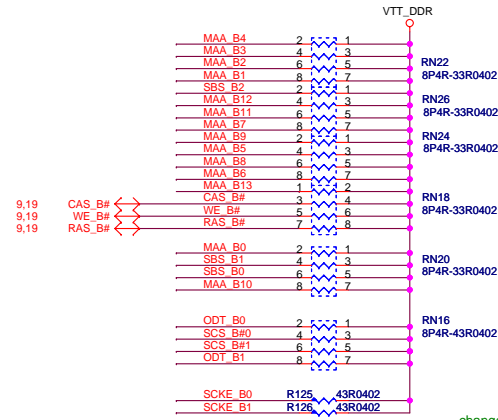 VTT_DDR
MAA_B4 2 1
MAA_B3 4 3
MAA_B2 6 5 RN22
MAA_B1 8 7 8P4R-33R0402
SBS_B2 2 1
MAA_B12 4 3 RN26
MAA_B11 6 5 8P4R-33R0402
MAA_B7 8 7
MAA_B9 2 1 RN24
MAA_B5 4 3 8P4R-33R0402
MAA_B8 6 5
MAA_B6 8 7
MAA_B13 1 2
9,19 CAS_B# CAS_B# 3 4 RN18
9,19 WE_B# WE_B# 5 6 8P4R-33R0402
9,19 RAS_B# RAS_B# 7 8
MAA_B0 2 1
SBS_B1 4 3 RN20
SBS_B0 6 5 8P4R-33R0402
MAA_B10 8 7
ODT_B0 2 1 RN16
SCS_B#0 4 3 8P4R-43R0402
SCS_B#1 6 5
ODT_B1 8 7
SCKE_B0 R125 43R0402
SCKE_B1 R126 43R0402